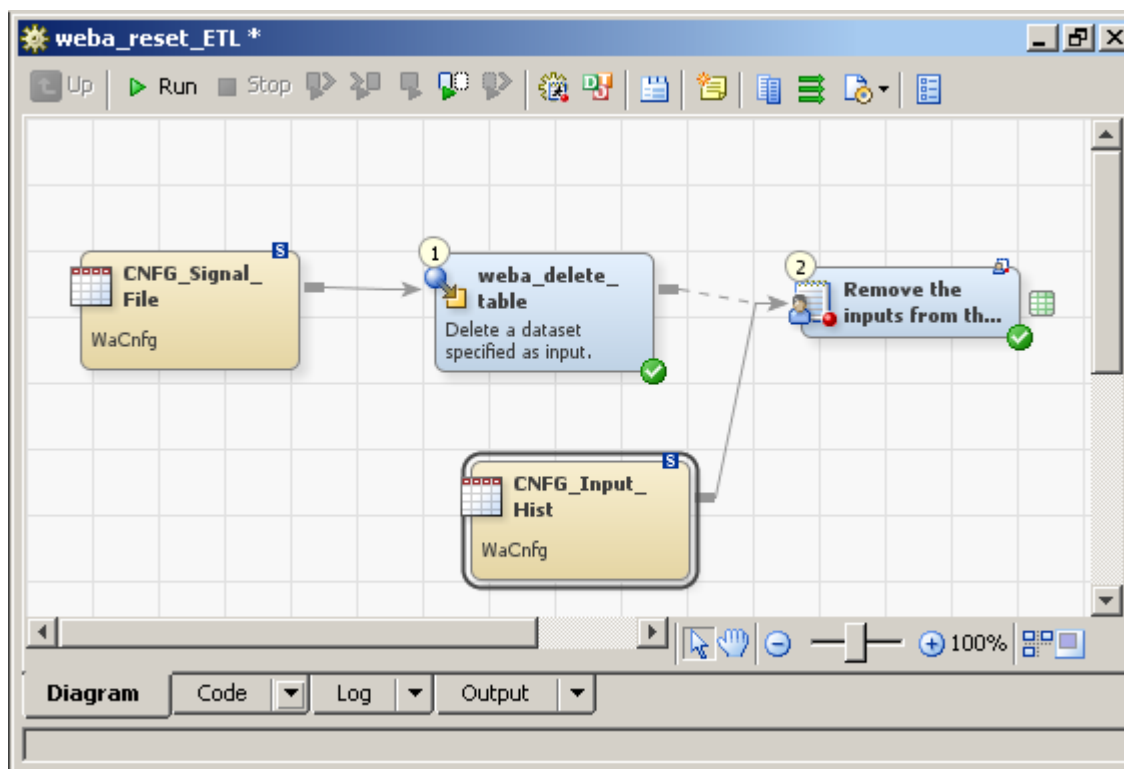 weba_reset_ETL *
Up Run Stop
S
CNFG_Signal_
File
WaCnfg
1
weba_delete_
table
Delete a dataset
specified as input.
2
Remove the
inputs from th...
S
CNFG_Input_
Hist
WaCnfg
100%
Diagram Code Log Output